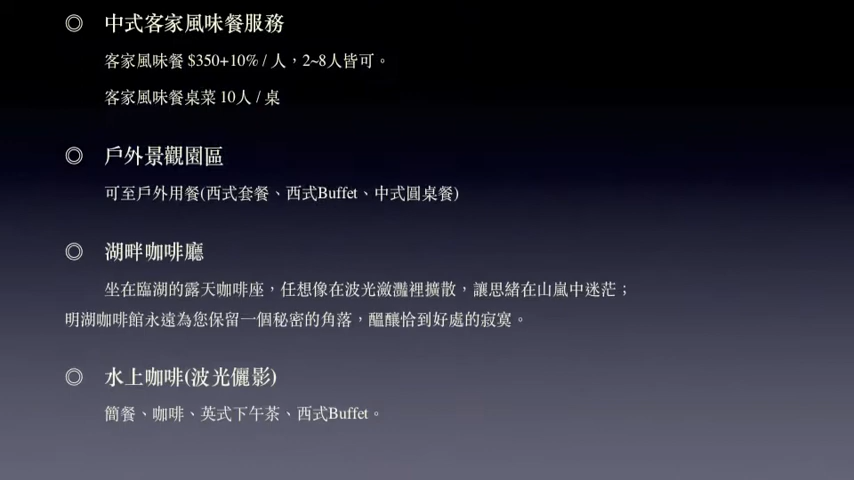 ◎ 中式客家風味餐服務
客家風味餐 $350+10% / 人，2~8人皆可。
客家風味餐桌菜 10人 / 桌
◎ 戶外景觀園區
可至戶外用餐(西式套餐、西式Buffet、中式圓桌餐)
◎ 湖畔咖啡廳
坐在臨湖的露天咖啡座，任想像在波光瀲灩裡擴散，讓思緒在山嵐中迷茫；
明湖咖啡館永遠為您保留一個秘密的角落，醞釀恰到好處的寂寞。
◎ 水上咖啡(波光儷影)
簡餐、咖啡、英式下午茶、西式Buffet。